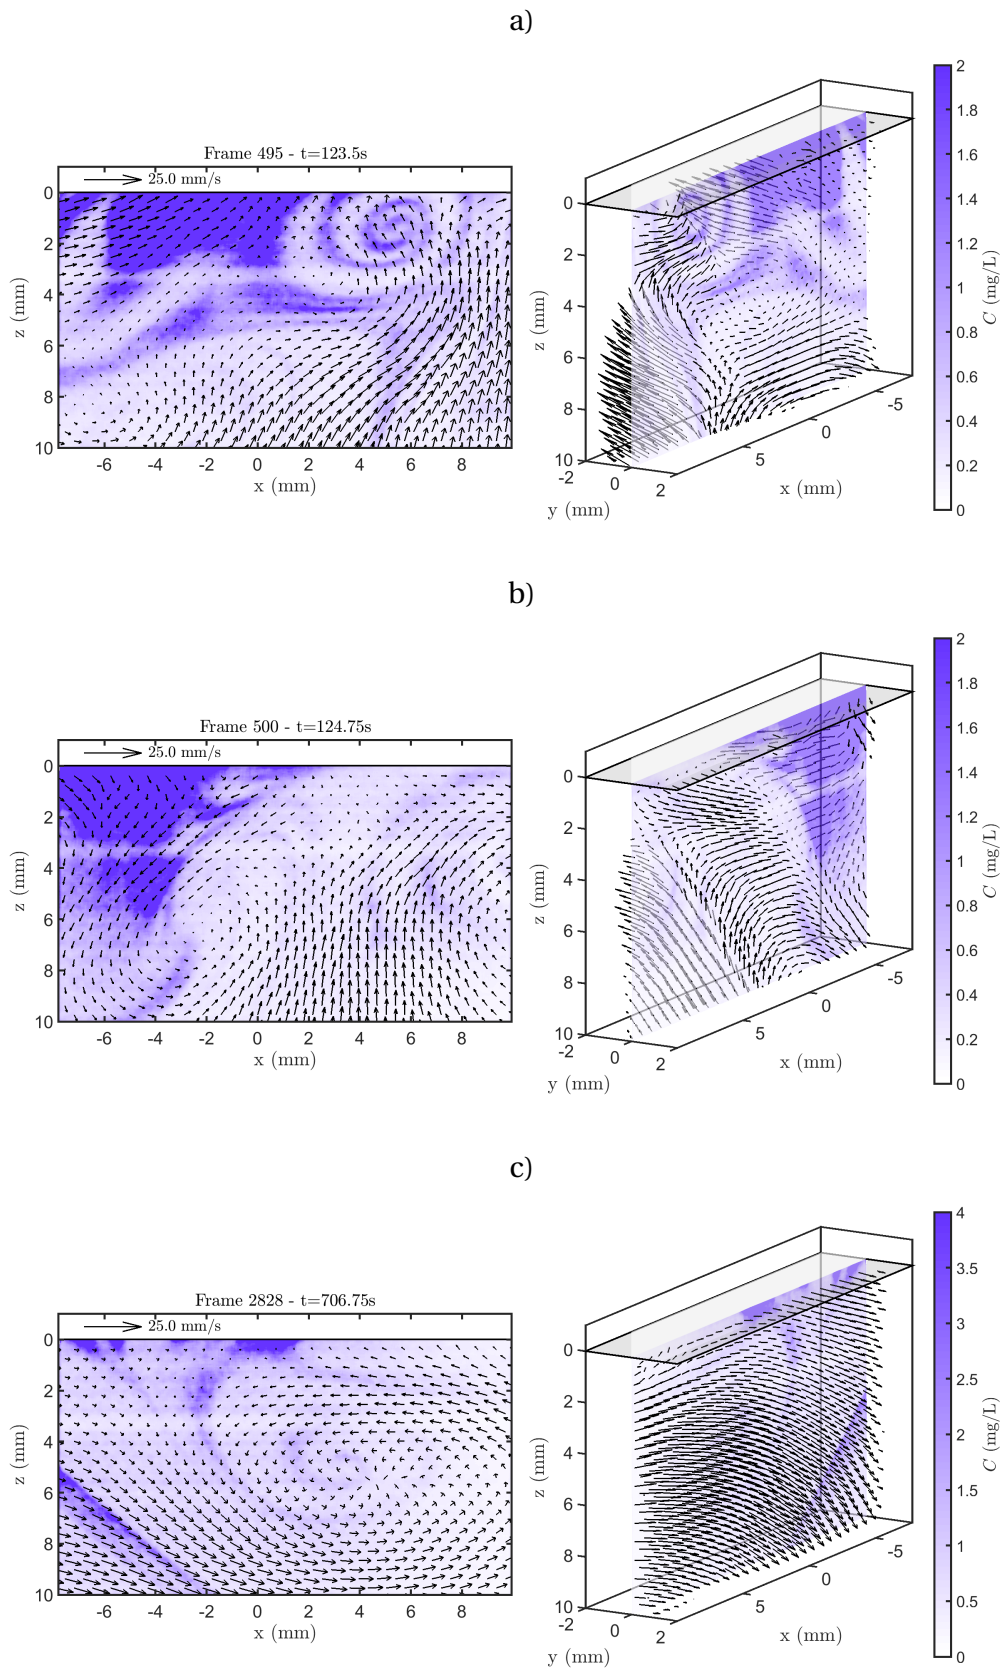 a)
Frame 495 - t=123.5s
25.0 mm/s
0
2
4
6
8
10
z (mm)
-6 -4 -2 0 2 4 6 8
x (mm)
0
2
4
6
8
10
z (mm)
-2 0 2
y (mm)
5 0 -5
x (mm)
2
1.8
1.6
1.4
1.2
1
0.8
0.6
0.4
0.2
0
C (mg/L)
b)
Frame 500 - t=124.75s
25.0 mm/s
0
2
4
6
8
10
z (mm)
-6 -4 -2 0 2 4 6 8
x (mm)
0
2
4
6
8
10
z (mm)
-2 0 2
y (mm)
5 0 -5
x (mm)
2
1.8
1.6
1.4
1.2
1
0.8
0.6
0.4
0.2
0
C (mg/L)
c)
Frame 2828 - t=706.75s
25.0 mm/s
0
2
4
6
8
10
z (mm)
-6 -4 -2 0 2 4 6 8
x (mm)
0
2
4
6
8
10
z (mm)
-2 0 2
y (mm)
5 0 -5
x (mm)
4
3.5
3
2.5
2
1.5
1
0.5
0
C (mg/L)